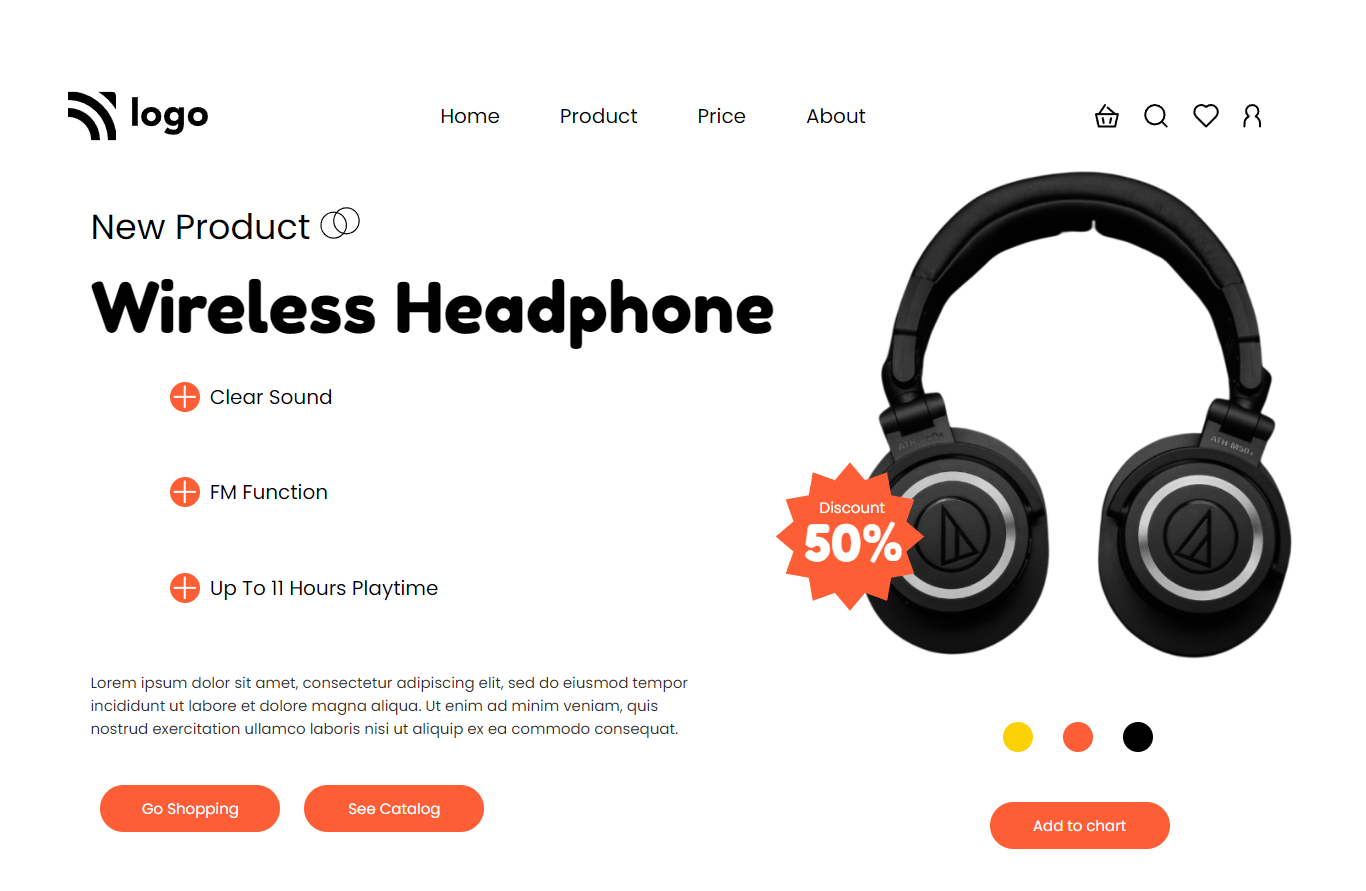 logo
Home Product Price About
New Product
Wireless Headphone
Clear Sound
FM Function
Up To 11 Hours Playtime
Lorem ipsum dolor sit amet, consectetur adipiscing elit, sed do eiusmod tempor
incididunt ut labore et dolore magna aliqua. Ut enim ad minim veniam, quis
nostrud exercitation ullamco laboris nisi ut aliquip ex ea commodo consequat.
Go Shopping See Catalog
ATH-M50x
Discount
50%
Add to chart